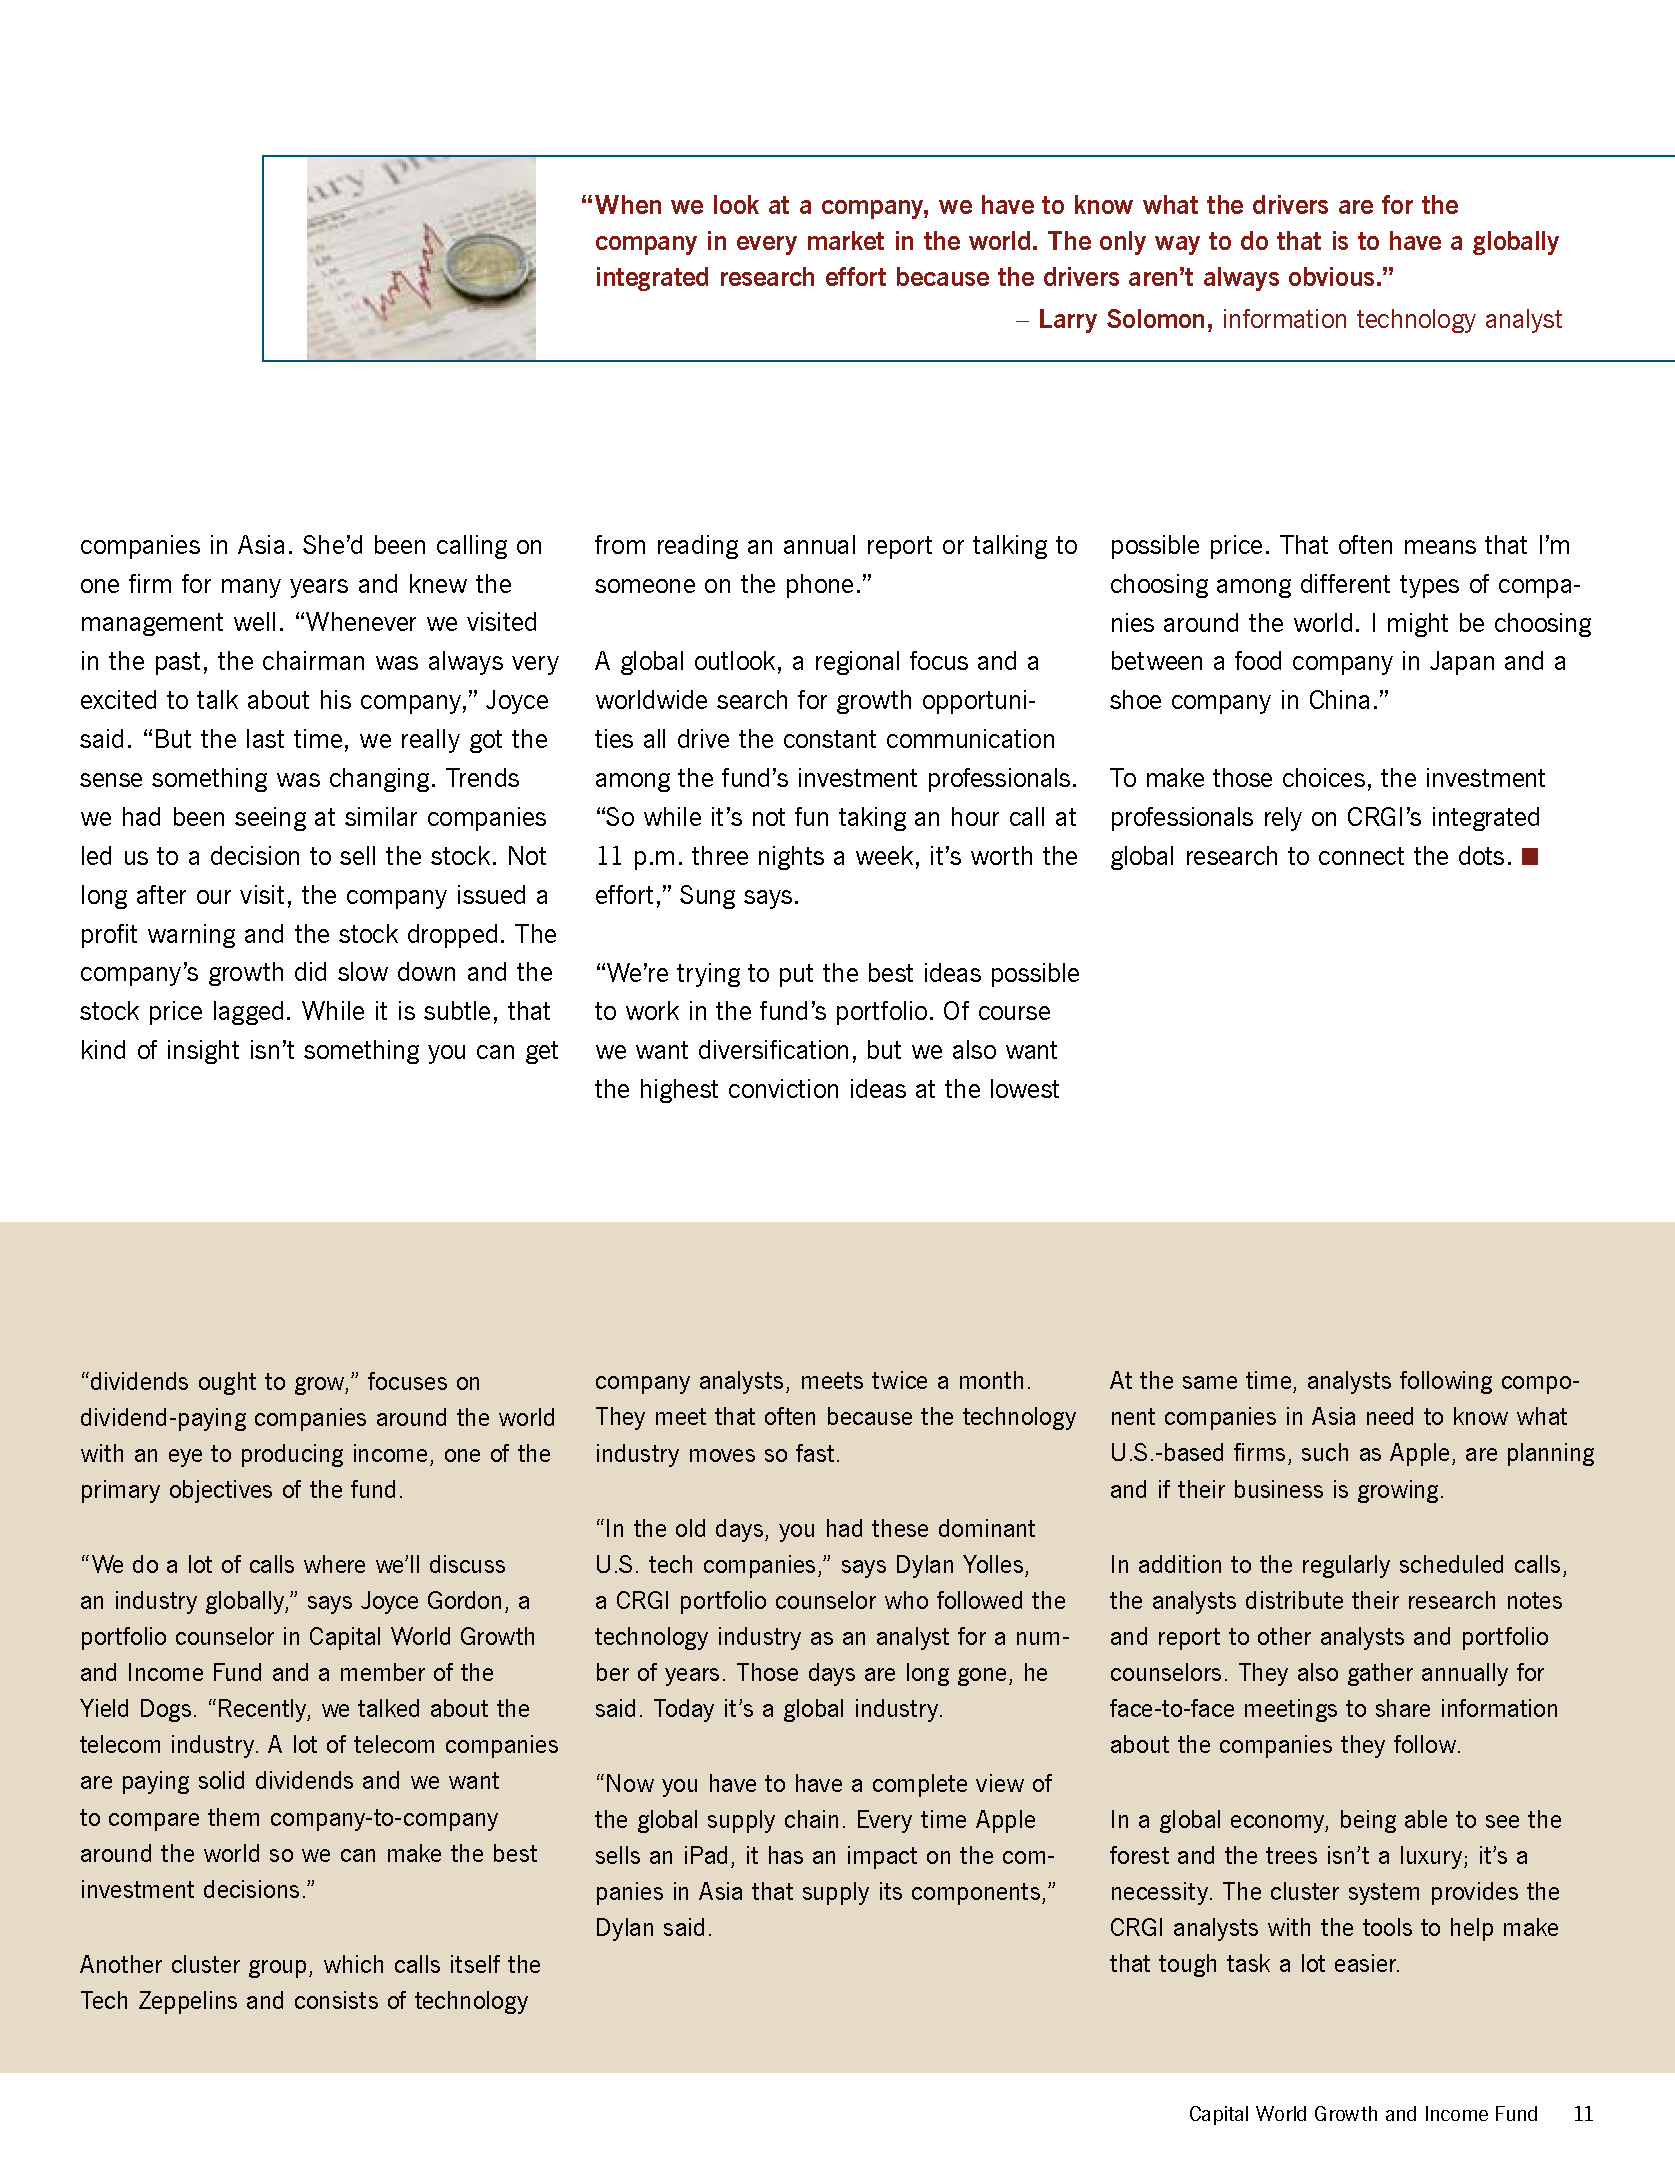 “When we look at a company, we have to know what the drivers are for the
company in every market in the world. The only way to do that is to have a globally
integrated research effort because the drivers aren’t always obvious.”
– Larry Solomon, information technology analyst
companies in Asia. She’d been calling on
one firm for many years and knew the
management well. “Whenever we visited
in the past, the chairman was always very
excited to talk about his company,” Joyce
said. “But the last time, we really got the
sense something was changing. Trends
we had been seeing at similar companies
led us to a decision to sell the stock. Not
long after our visit, the company issued a
profit warning and the stock dropped. The
company’s growth did slow down and the
stock price lagged. While it is subtle, that
kind of insight isn’t something you can get
from reading an annual report or talking to
someone on the phone.”
A global outlook, a regional focus and a
worldwide search for growth opportuni-
ties all drive the constant communication
among the fund’s investment professionals.
“So while it’s not fun taking an hour call at
11 p.m. three nights a week, it’s worth the
effort,” Sung says.
“We’re trying to put the best ideas possible
to work in the fund’s portfolio. Of course
we want diversification, but we also want
the highest conviction ideas at the lowest
possible price. That often means that I’m
choosing among different types of compa-
nies around the world. I might be choosing
between a food company in Japan and a
shoe company in China.”
To make those choices, the investment
professionals rely on CRGI’s integrated
global research to connect the dots. ■
“dividends ought to grow,” focuses on
dividend-paying companies around the world
with an eye to producing income, one of the
primary objectives of the fund.
“We do a lot of calls where we’ll discuss
an industry globally,” says Joyce Gordon, a
portfolio counselor in Capital World Growth
and Income Fund and a member of the
Yield Dogs. “Recently, we talked about the
telecom industry. A lot of telecom companies
are paying solid dividends and we want
to compare them company-to-company
around the world so we can make the best
investment decisions.”
Another cluster group, which calls itself the
Tech Zeppelins and consists of technology
company analysts, meets twice a month.
They meet that often because the technology
industry moves so fast.
“In the old days, you had these dominant
U.S. tech companies,” says Dylan Yolles,
a CRGI portfolio counselor who followed the
technology industry as an analyst for a num-
ber of years. Those days are long gone, he
said. Today it’s a global industry.
“Now you have to have a complete view of
the global supply chain. Every time Apple
sells an iPad, it has an impact on the com-
panies in Asia that supply its components,”
Dylan said.
At the same time, analysts following compo-
nent companies in Asia need to know what
U.S.-based firms, such as Apple, are planning
and if their business is growing.
In addition to the regularly scheduled calls,
the analysts distribute their research notes
and report to other analysts and portfolio
counselors. They also gather annually for
face-to-face meetings to share information
about the companies they follow.
In a global economy, being able to see the
forest and the trees isn’t a luxury; it’s a
necessity. The cluster system provides the
CRGI analysts with the tools to help make
that tough task a lot easier.
Capital World Growth and Income Fund 11